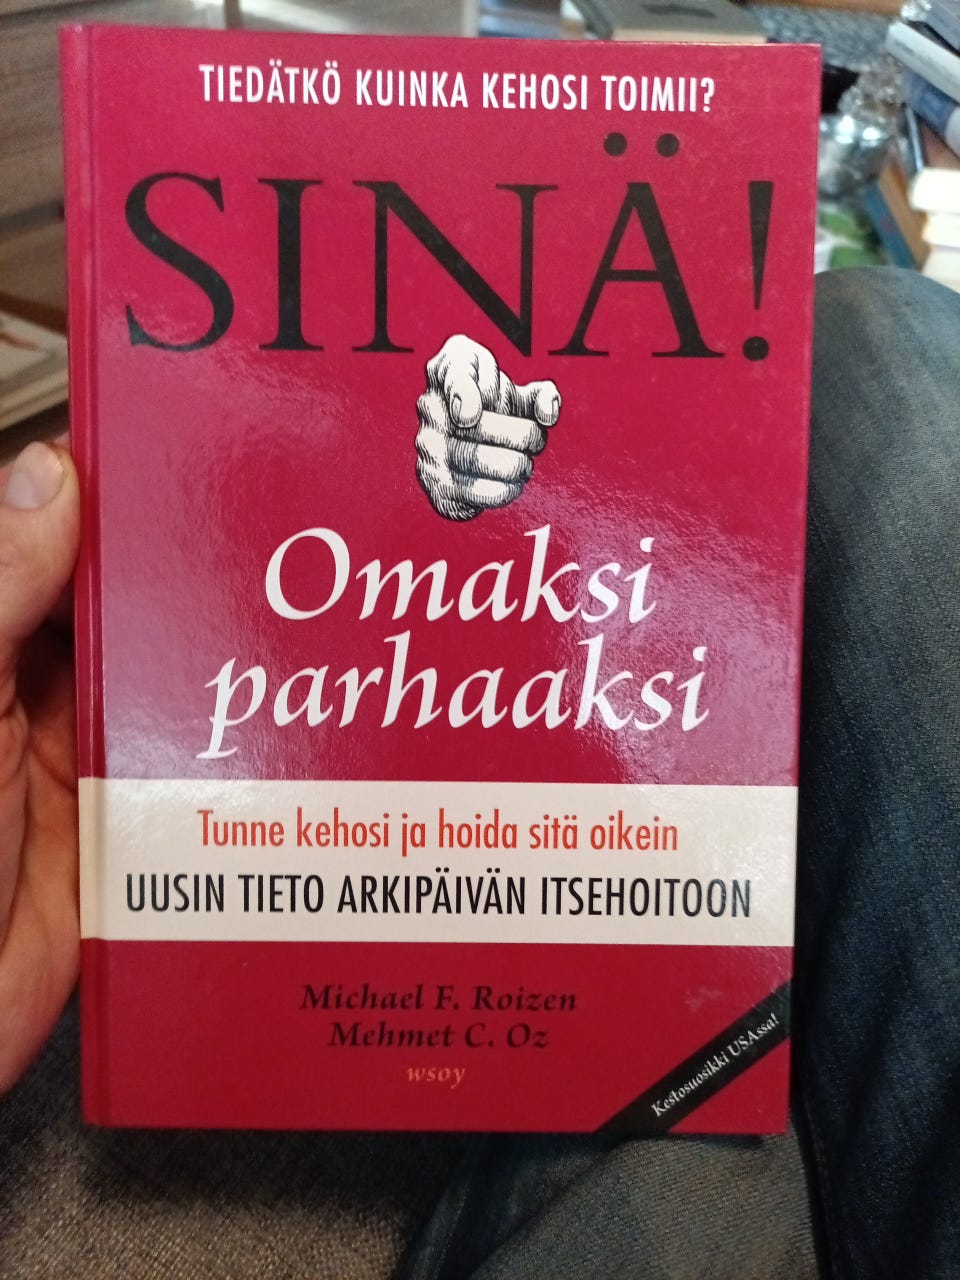 TIEDÄTKÖ KUINKA KEHOSI TOIMII?
SINÄ!
Omaksi
parhaaksi
Tunne kehosi ja hoida sitä oikein
UUSIN TIETO ARKIPÄIVÄN ITSEHOITOON
Michael F. Roizen
Mehmet C. Oz
wsoy
Kestosuosikki USAssa!